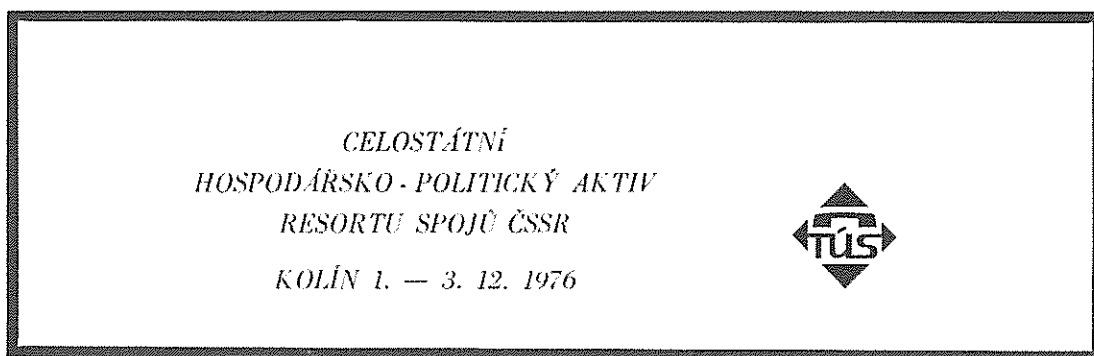 CELOSTÁTNÍ
HOSPODÁŘSKO - POLITICKÝ AKTIV
RESORTU SPOJŮ ČSSR
KOLÍN 1. — 3. 12. 1976
TÚS